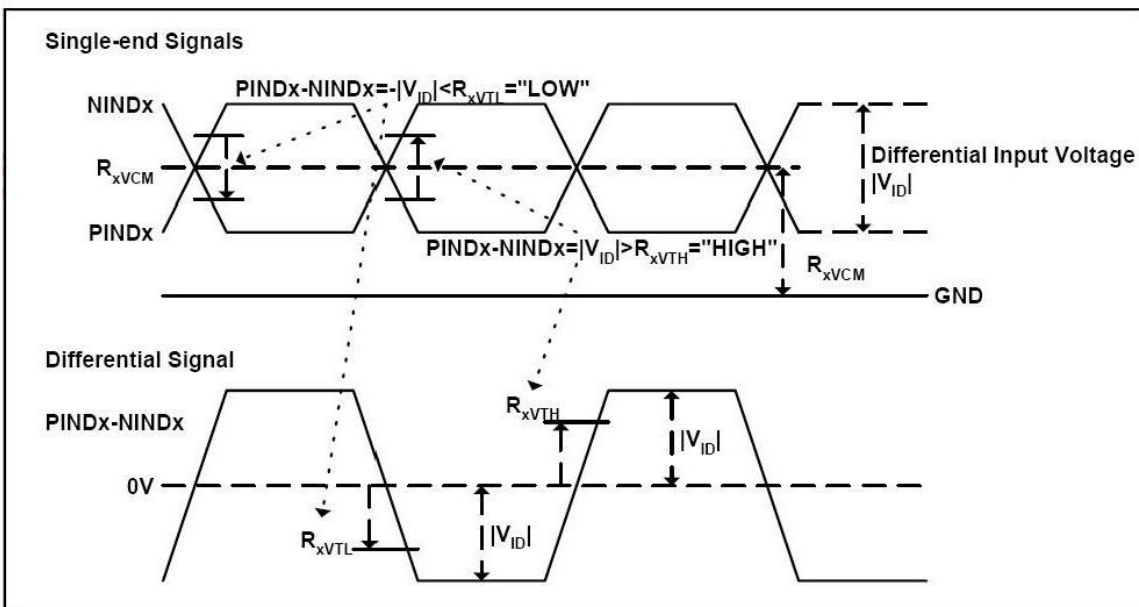 Single-end Signals
PINDx-NINDx=-|VID|<RxVTL="LOW"
NINDx
RxVCM
PINDx
Differential Input Voltage
|VID|
PINDx-NINDx=|VID|>RxVTH="HIGH"
RxVCM
GND
Differential Signal
PINDx-NINDx
RxVTH
|VID|
0V
RxVTL
|VID|